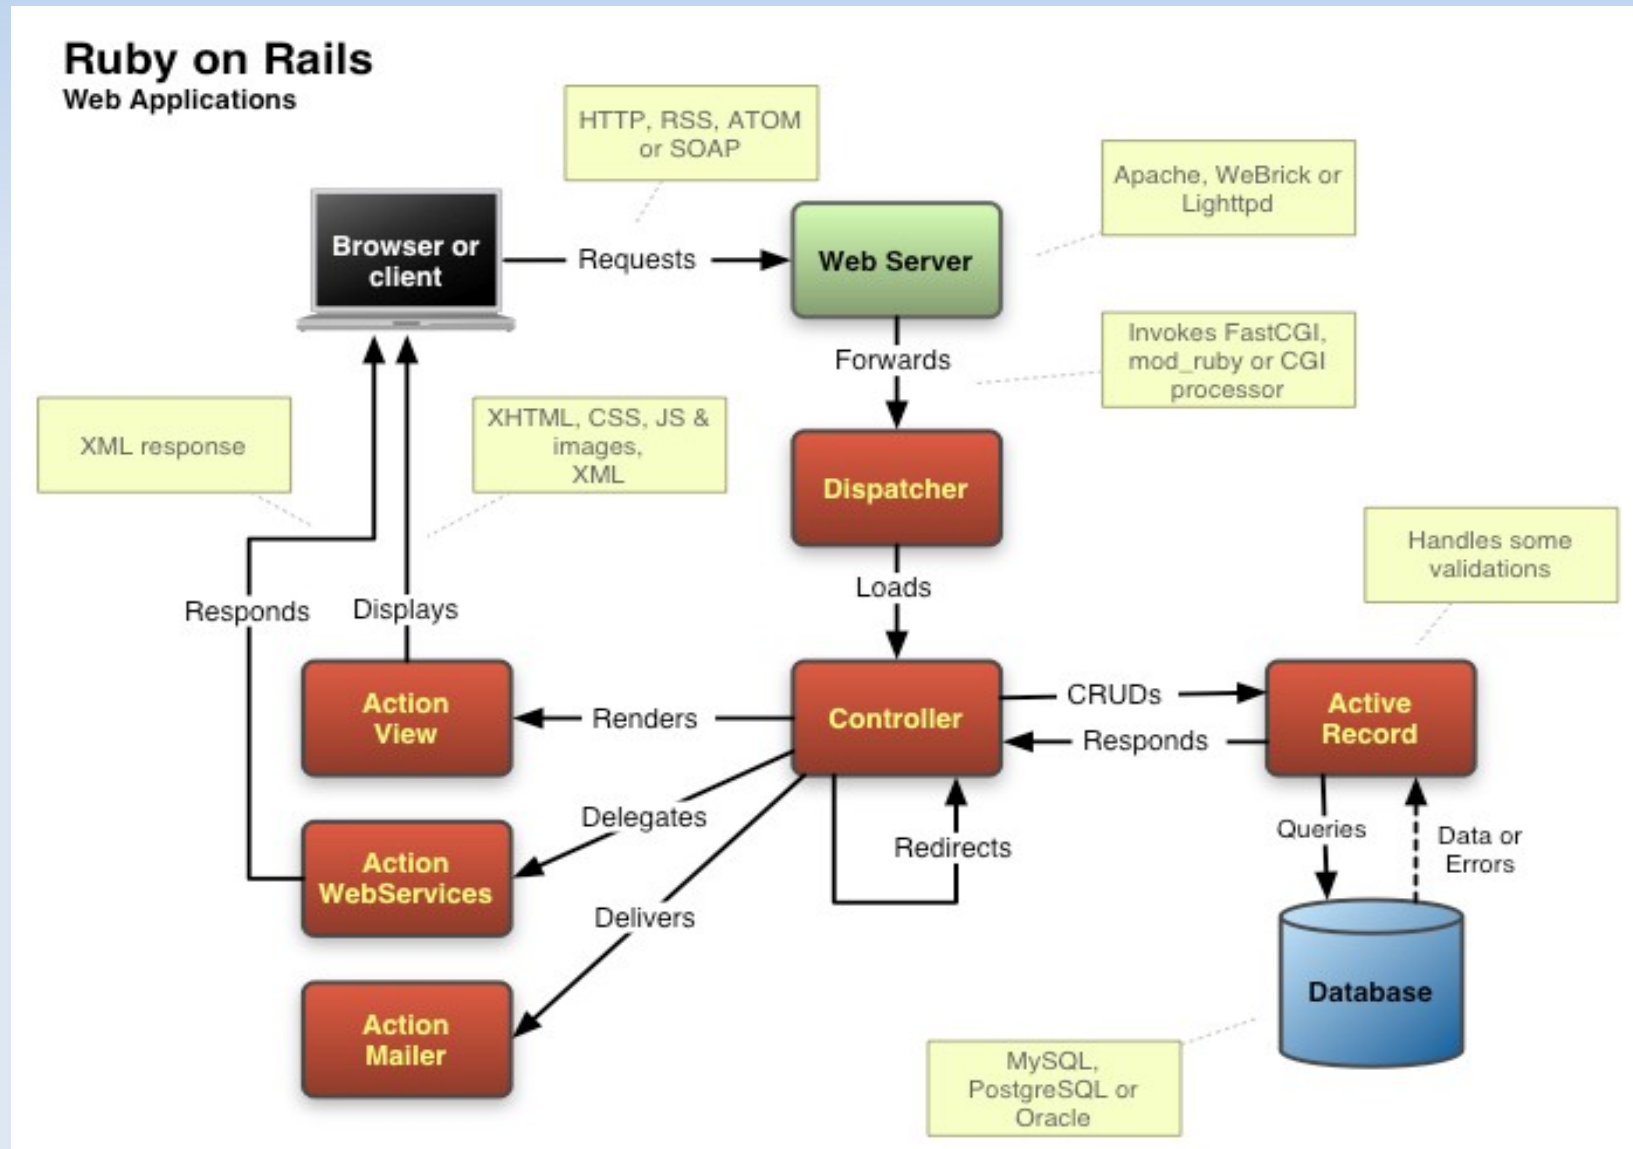 Ruby on Rails
Web Applications
HTTP, RSS, ATOM
or SOAP
Apache, WeBrick or
Lighttpd
Browser or
client
Requests
Web Server
Invokes FastCGI,
mod_ruby or CGI
processor
Forwards
XML response
XHTML, CSS, JS &
images,
XML
Dispatcher
Handles some
validations
Loads
Responds
Displays
Action
View
Renders
Controller
CRUDs
Responds
Active
Record
Delegates
Redirects
Queries
Data or
Errors
Action
WebServices
Delivers
Action
Mailer
Database
MySQL,
PostgreSQL or
Oracle